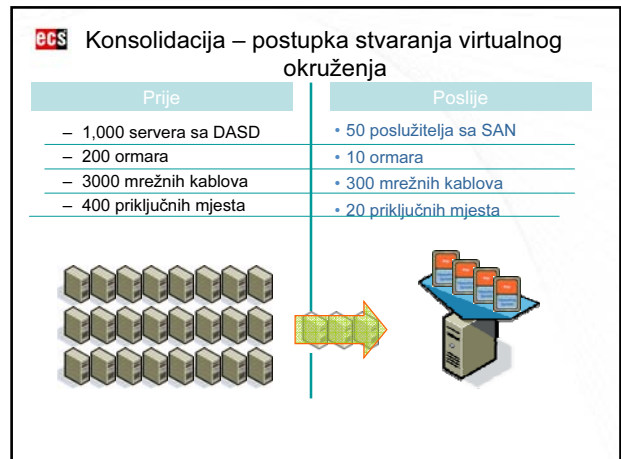 ecs
Konsolidacija – postupka stvaranja virtualnog
okruženja
Prije
Poslije
– 1,000 servera sa DASD
• 50 poslužitelja sa SAN
– 200 ormara
• 10 ormara
– 3000 mrežnih kablova
• 300 mrežnih kablova
– 400 priključnih mjesta
• 20 priključnih mjesta